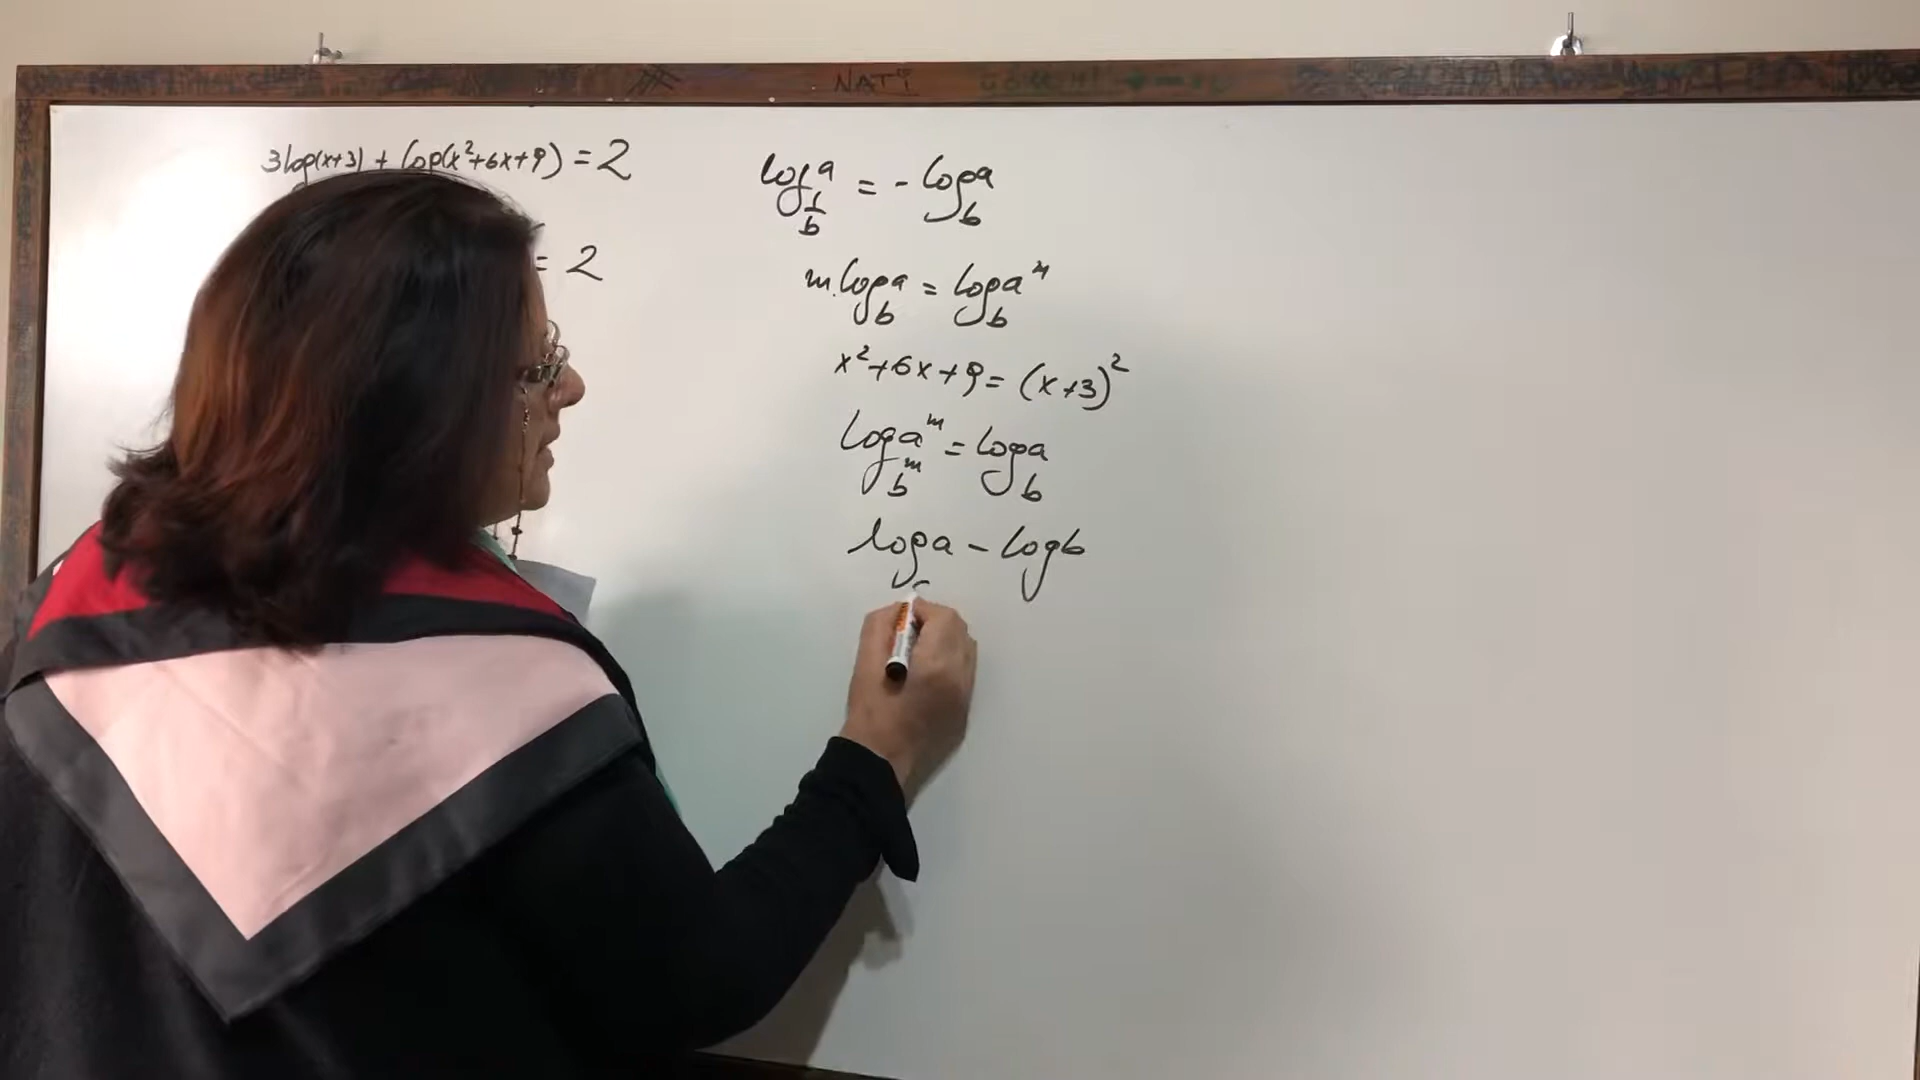 NATI
3log(x+3) + log(x²+6x+9) = 2
= 2
log_{1/b} a = - log_b a
m.log_b a = log_b a^m
x²+6x+9 = (x+3)²
log_{b^m} a^m = log_b a
log a - log b